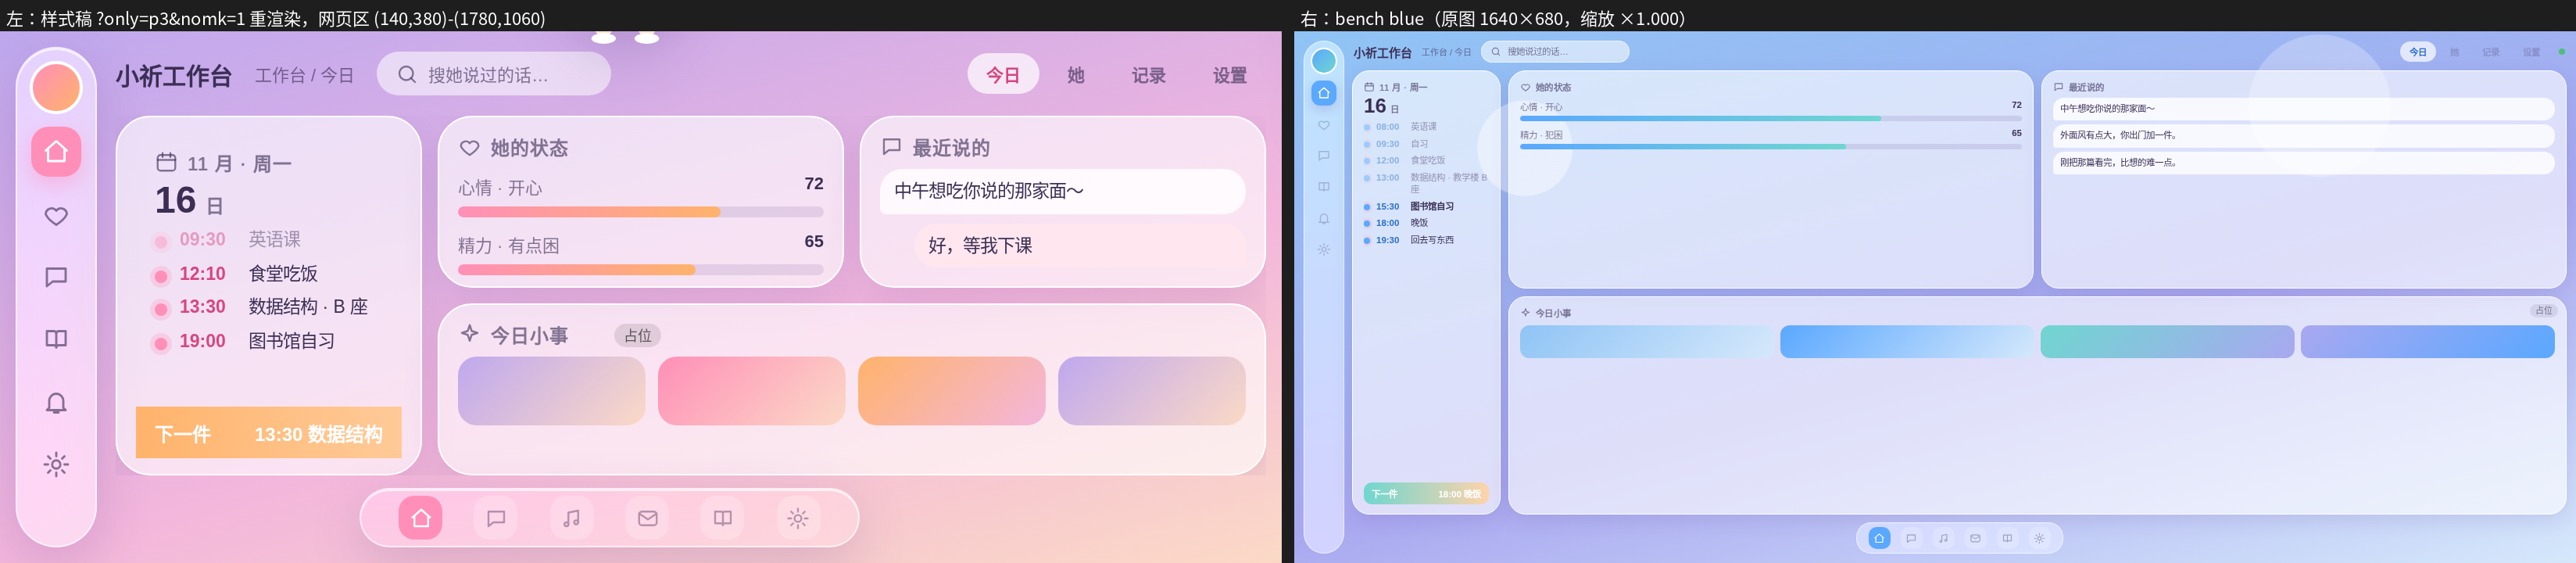 左：样式稿 ?only=p3&nomk=1 重渲染，网页区 (140,380)-(1780,1060)
小祈工作台
工作台 / 今日
搜她说过的话…
今日
她
记录
设置
11 月 · 周一
16 日
09:30 英语课
12:10 食堂吃饭
13:30 数据结构 · B 座
19:00 图书馆自习
下一件 13:30 数据结构
她的状态
心情 · 开心 72
精力 · 有点困 65
最近说的
中午想吃你说的那家面～
好，等我下课
今日小事 占位
右：bench blue（原图 1640×680，缩放 ×1.000）
小祈工作台
工作台 / 今日
搜她说过的话…
今日
她
记录
设置
11 月 · 周一
16 日
08:00 英语课
09:30 自习
12:00 食堂吃饭
13:00 数据结构 · 教学楼 B
座
15:30 图书馆自习
18:00 晚饭
19:30 回去写东西
下一件 18:00 晚饭
她的状态
心情 · 开心 72
精力 · 犯困 65
最近说的
中午想吃你说的那家面～
外面风有点大，你出门加一件。
刚把那篇看完，比想的难一点。
今日小事 占位